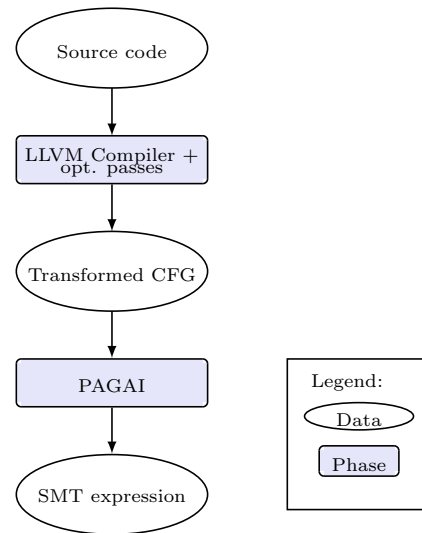 Source code
LLVM Compiler +
opt. passes
Transformed CFG
PAGAI
SMT expression
Legend:
Data
Phase